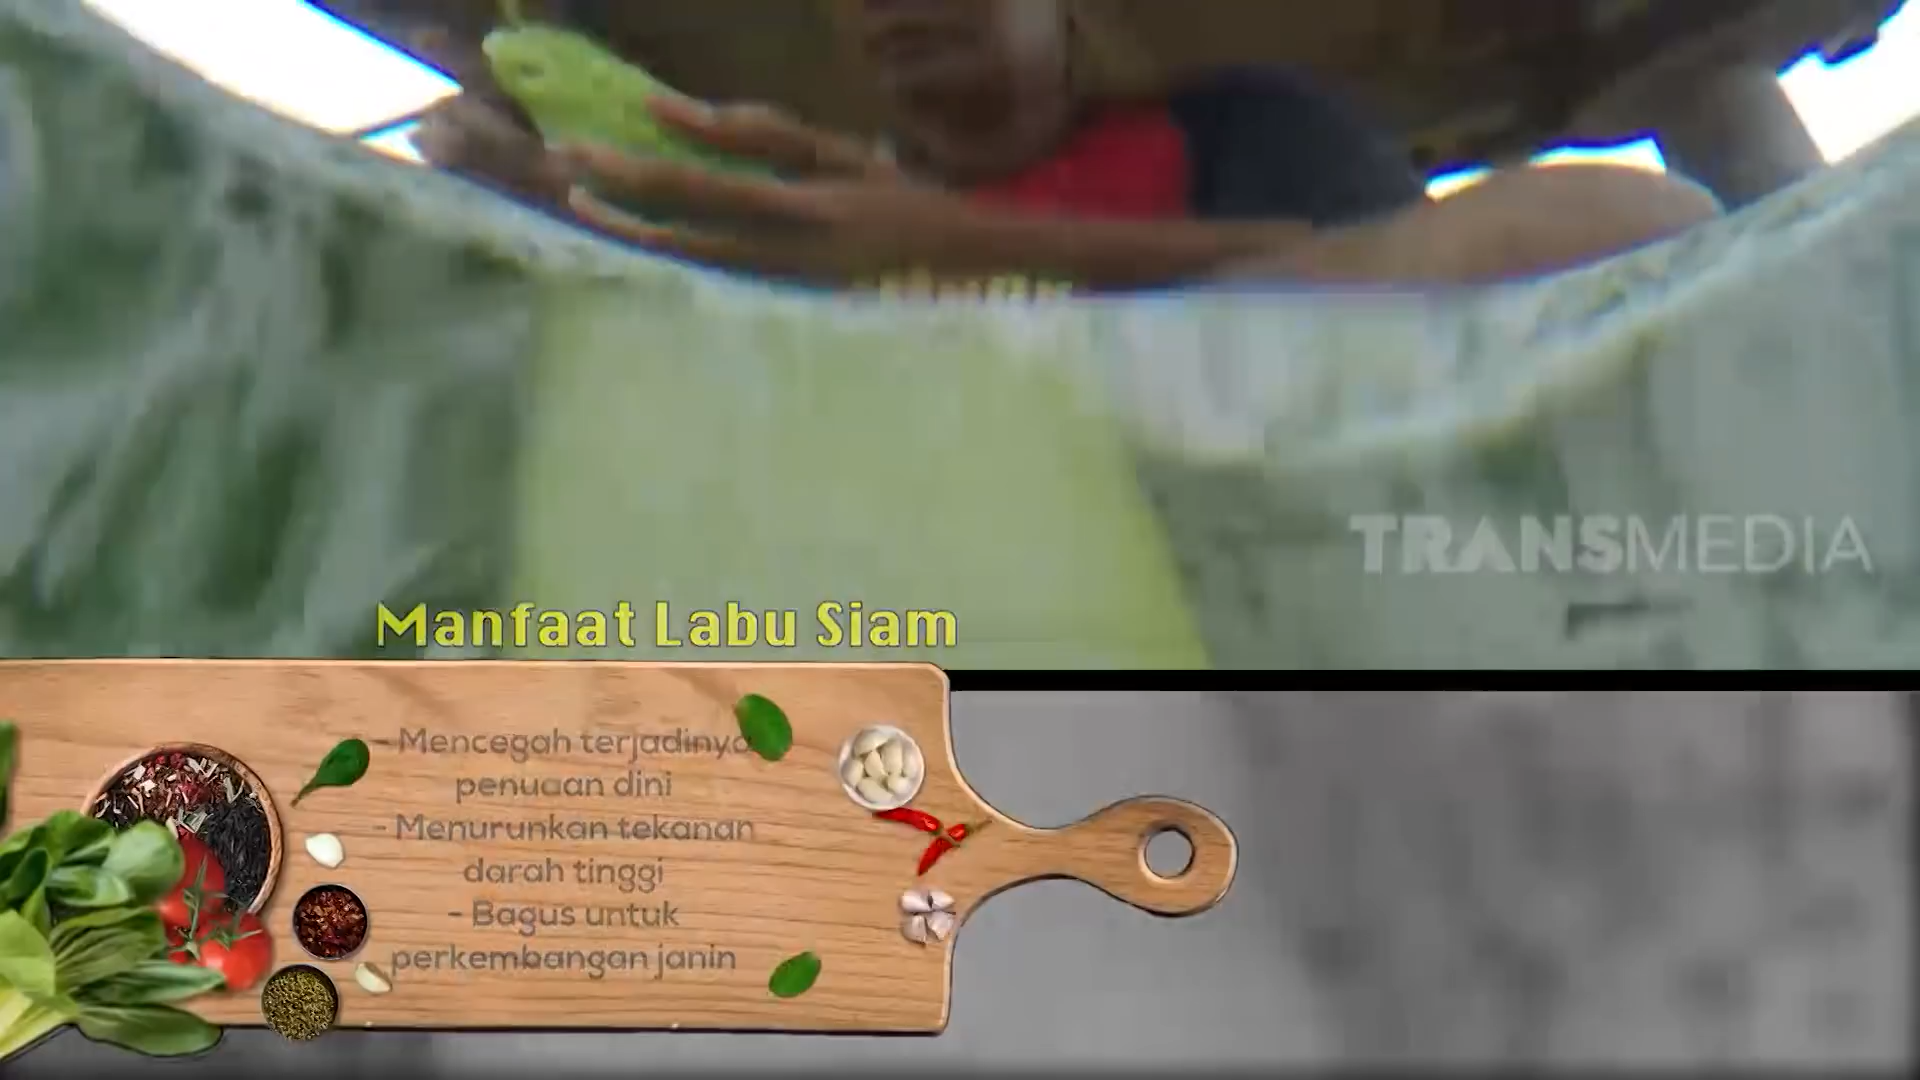 TRANSMEDIA
Manfaat Labu Siam
- Mencegah terjadinya
penuaan dini
- Menurunkan tekanan
darah tinggi
- Bagus untuk
perkembangan janin